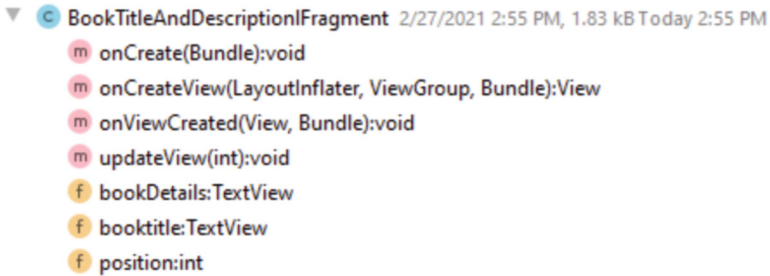 C BookTitleAndDescriptionlFragment 2/27/2021 2:55 PM, 1.83 kB Today 2:55 PM
m onCreate(Bundle):void
m onCreateView(LayoutInflater, ViewGroup, Bundle):View
m onViewCreated(View, Bundle):void
m updateView(int):void
f bookDetails:TextView
f booktitle:TextView
f position:int